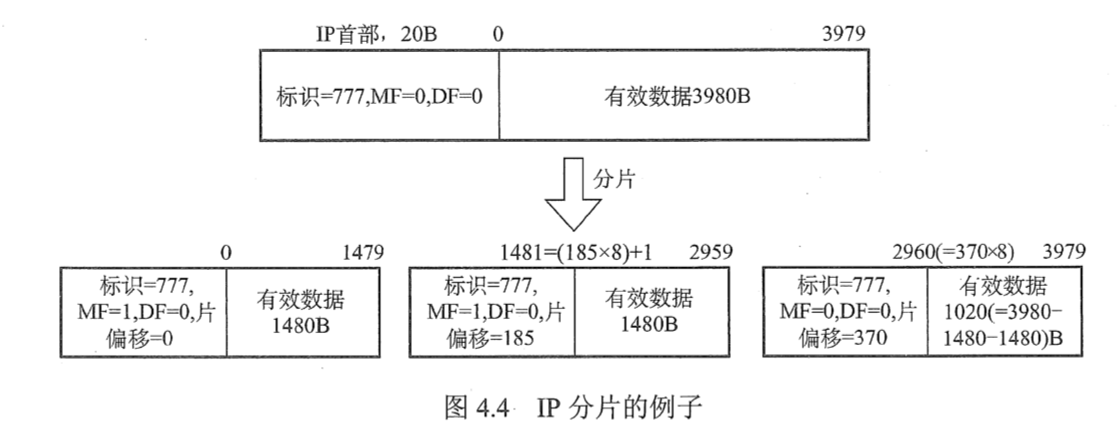 IP首部，20B 0 3979
标识=777,MF=0,DF=0 有效数据3980B
分片
0 1479
标识=777,
MF=1,DF=0,片
偏移=0
有效数据
1480B
1481=(185×8)+1 2959
标识=777,
MF=1,DF=0,片
偏移=185
有效数据
1480B
2960(=370×8) 3979
标识=777,
MF=0,DF=0,片
偏移=370
有效数据
1020(=3980−
1480−1480)B
图 4.4 IP 分片的例子